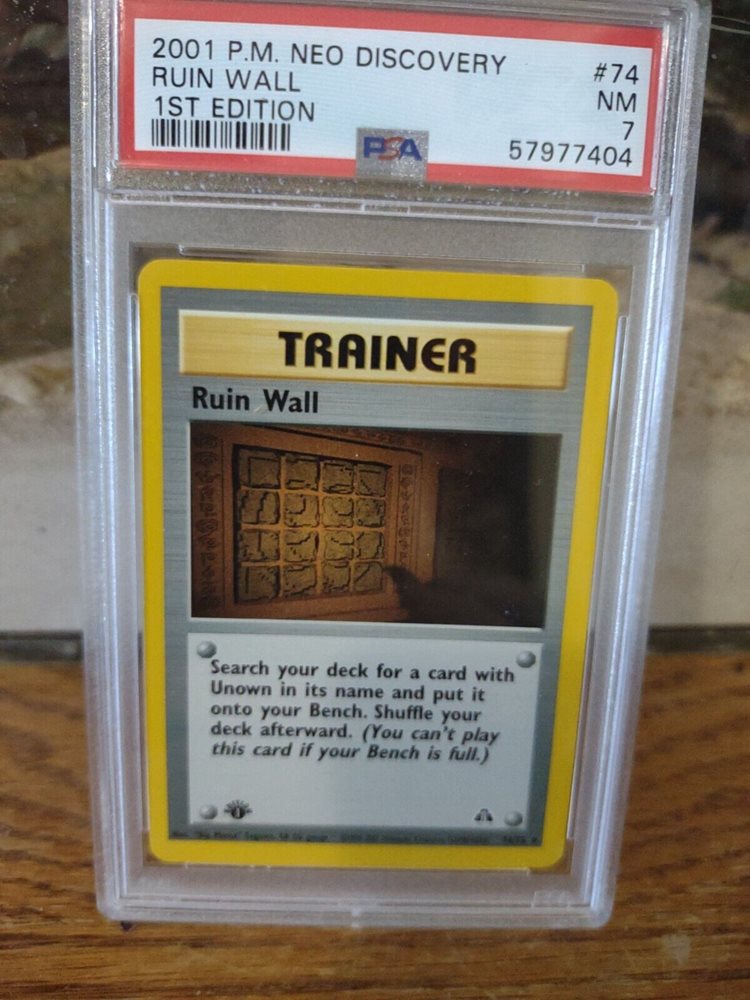 2001 P.M. NEO DISCOVERY #74
RUIN WALL NM
1ST EDITION 7
PSA 57977404
TRAINER
Ruin Wall
Search your deck for a card with
Unown in its name and put it
onto your Bench. Shuffle your
deck afterward. (You can't play
this card if your Bench is full.)
1